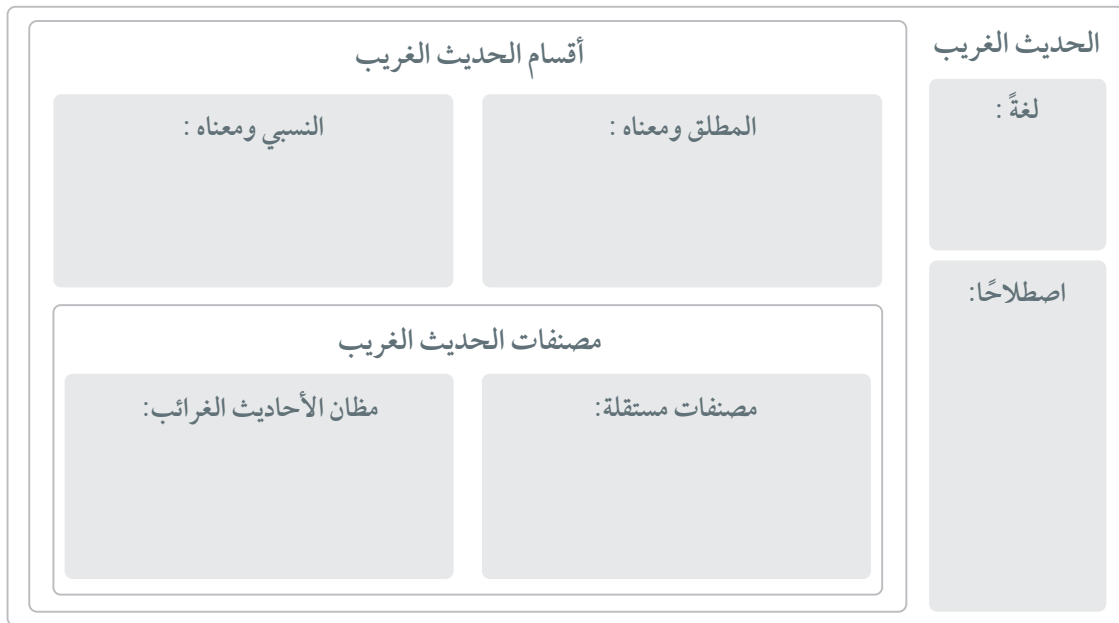 الحديث الغريب
لغةً :
اصطلاحًا:
أقسام الحديث الغريب
المطلق ومعناه :
النسبي ومعناه :
مصنفات الحديث الغريب
مصنفات مستقلة:
مظان الأحاديث الغرائب: